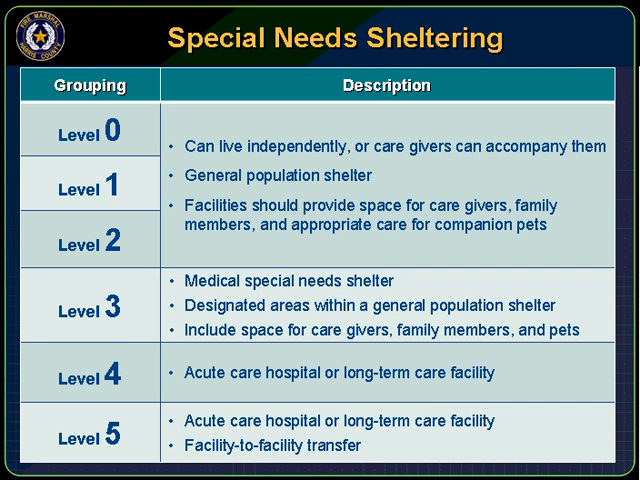 FIRE MARSHAL
HARRIS COUNTY
Special Needs Sheltering
Grouping
Description
Level 0
Level 1
Level 2
• Can live independently, or care givers can accompany them
• General population shelter
• Facilities should provide space for care givers, family
members, and appropriate care for companion pets
Level 3
• Medical special needs shelter
• Designated areas within a general population shelter
• Include space for care givers, family members, and pets
Level 4
• Acute care hospital or long-term care facility
Level 5
• Acute care hospital or long-term care facility
• Facility-to-facility transfer